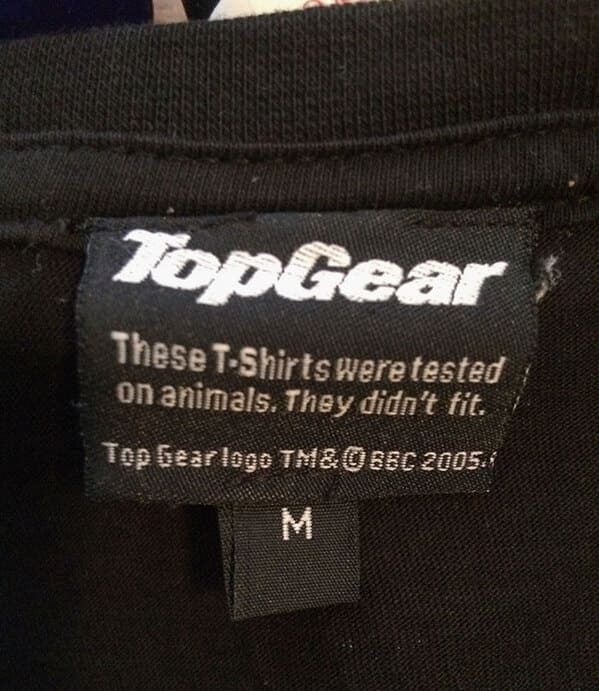 TopGear
These T-Shirts were tested
on animals. They didn't fit.
Top Gear logo TM & © BBC 2005.
M